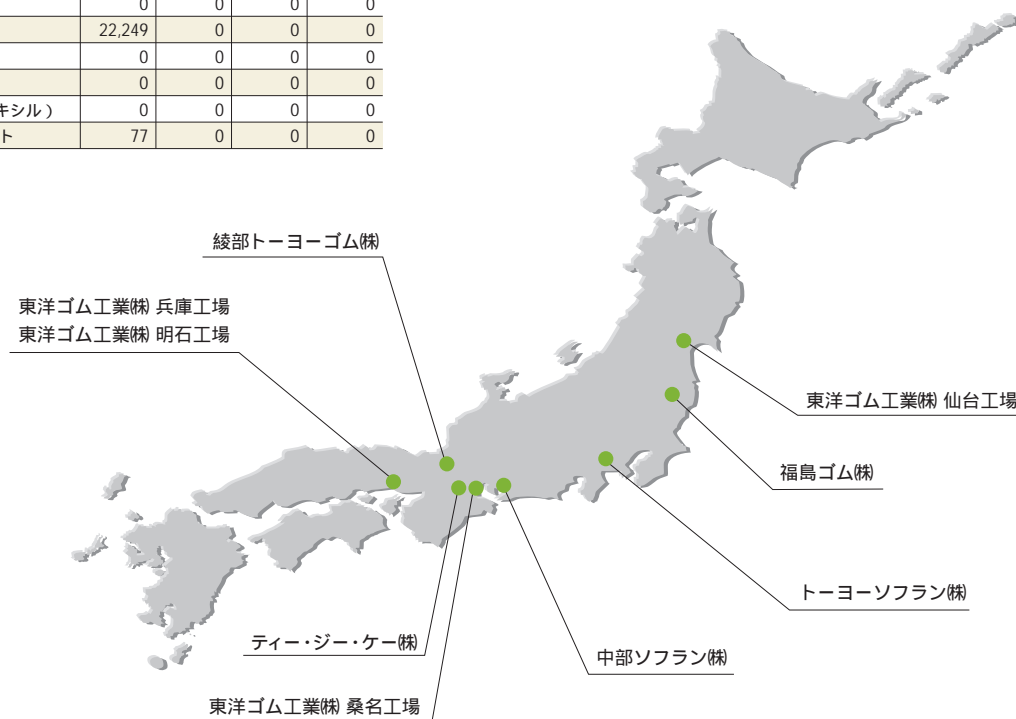 0 0 0 0
22,249 0 0 0
0 0 0 0
0 0 0 0
キシル) 0 0 0 0
ト 77 0 0 0
綾部トーヨーゴム㈱
東洋ゴム工業㈱ 兵庫工場
東洋ゴム工業㈱ 明石工場
東洋ゴム工業㈱ 仙台工場
福島ゴム㈱
トーヨーソフラン㈱
ティー・ジー・ケー㈱
中部ソフラン㈱
東洋ゴム工業㈱ 桑名工場